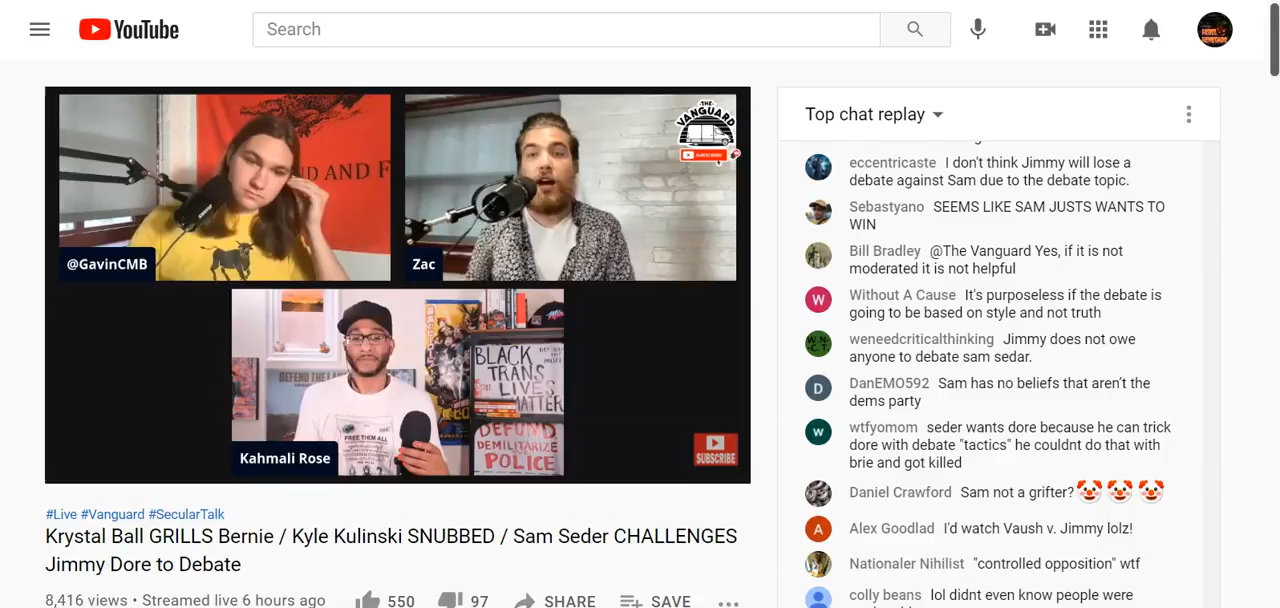 YouTube
Search
THE
VANGUARD
SUBSCRIBE
AND F
@GavinCMB
Zac
BLACK
TRANS
LIVES
MATTER
DEFUND
DEMILITARIZE
THE
POLICE
FREE THEM ALL
Kahmali Rose
SUBSCRIBE
#Live #Vanguard #SecularTalk
Krystal Ball GRILLS Bernie / Kyle Kulinski SNUBBED / Sam Seder CHALLENGES
Jimmy Dore to Debate
8,416 views • Streamed live 6 hours ago
550
97
SHARE
SAVE
Top chat replay
eccentricaste I don't think Jimmy will lose a
debate against Sam due to the debate topic.
Sebastyano SEEMS LIKE SAM JUSTS WANTS TO
WIN
Bill Bradley @The Vanguard Yes, if it is not
moderated it is not helpful
W
Without A Cause It's purposeless if the debate is
going to be based on style and not truth
weneedcriticalthinking Jimmy does not owe
anyone to debate sam sedar.
D
DanEMO592 Sam has no beliefs that aren't the
dems party
w
wtfyomom seder wants dore because he can trick
dore with debate "tactics" he couldnt do that with
brie and got killed
Daniel Crawford Sam not a grifter?
A
Alex Goodlad I'd watch Vaush v. Jimmy lolz!
Nationaler Nihilist "controlled opposition" wtf
colly beans lol didnt even know people were